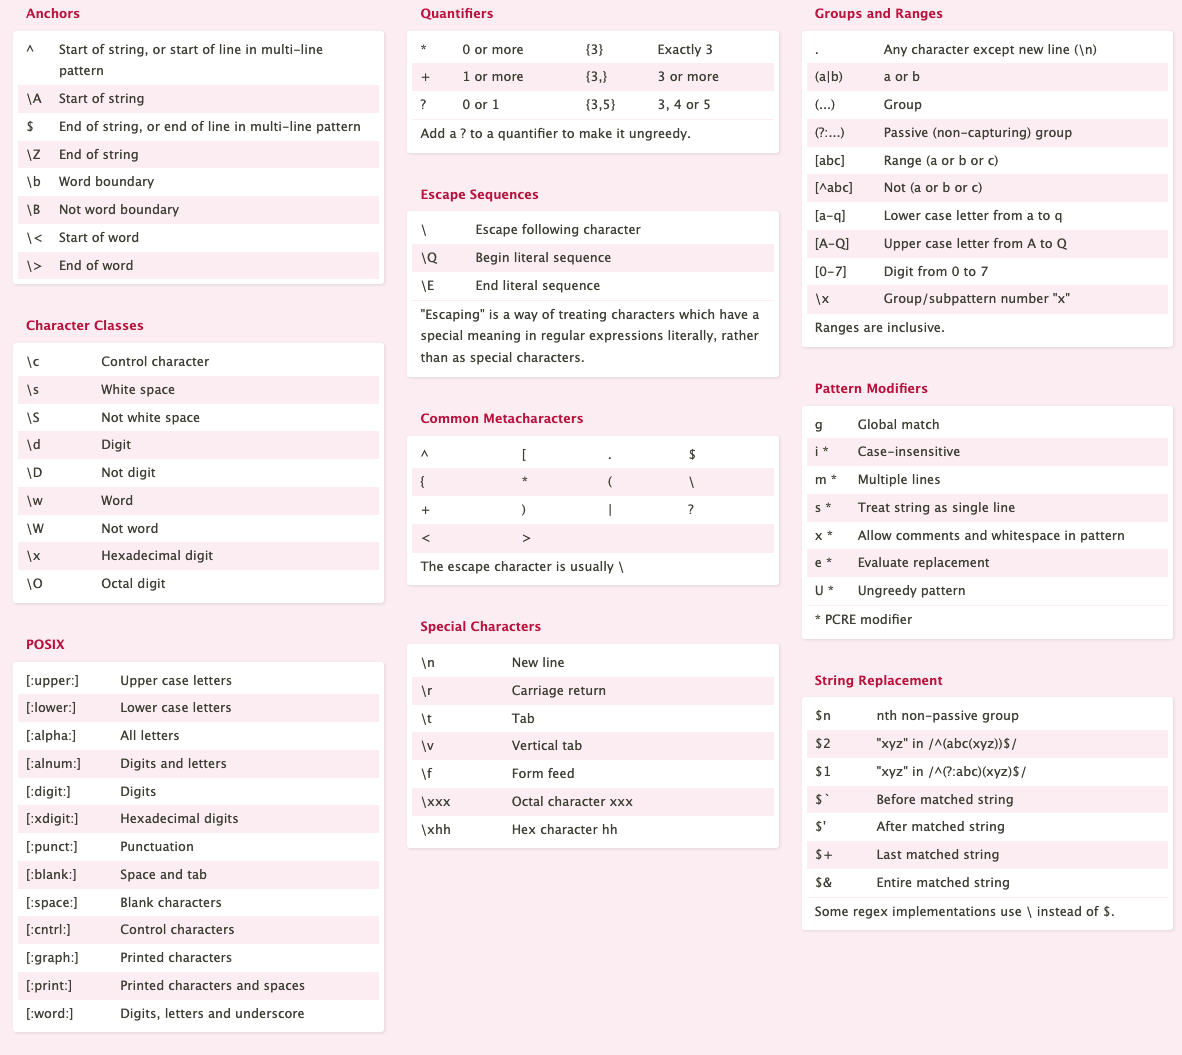 Anchors
^ Start of string, or start of line in multi-line
pattern
\A Start of string
$ End of string, or end of line in multi-line pattern
\Z End of string
\b Word boundary
\B Not word boundary
\< Start of word
\> End of word
Character Classes
\c Control character
\s White space
\S Not white space
\d Digit
\D Not digit
\w Word
\W Not word
\x Hexadecimal digit
\O Octal digit
POSIX
[:upper:] Upper case letters
[:lower:] Lower case letters
[:alpha:] All letters
[:alnum:] Digits and letters
[:digit:] Digits
[:xdigit:] Hexadecimal digits
[:punct:] Punctuation
[:blank:] Space and tab
[:space:] Blank characters
[:cntrl:] Control characters
[:graph:] Printed characters
[:print:] Printed characters and spaces
[:word:] Digits, letters and underscore
Quantifiers
* 0 or more {3} Exactly 3
+ 1 or more {3,} 3 or more
? 0 or 1 {3,5} 3, 4 or 5
Add a ? to a quantifier to make it ungreedy.
Escape Sequences
\ Escape following character
\Q Begin literal sequence
\E End literal sequence
"Escaping" is a way of treating characters which have a
special meaning in regular expressions literally, rather
than as special characters.
Common Metacharacters
^ [ . $
{ * ( \
+ ) | ?
< >
The escape character is usually \
Special Characters
\n New line
\r Carriage return
\t Tab
\v Vertical tab
\f Form feed
\xxx Octal character xxx
\xhh Hex character hh
Groups and Ranges
. Any character except new line (\n)
(a|b) a or b
(...) Group
(?:...) Passive (non-capturing) group
[abc] Range (a or b or c)
[^abc] Not (a or b or c)
[a-q] Lower case letter from a to q
[A-Q] Upper case letter from A to Q
[0-7] Digit from 0 to 7
\x Group/subpattern number "x"
Ranges are inclusive.
Pattern Modifiers
g Global match
i * Case-insensitive
m * Multiple lines
s * Treat string as single line
x * Allow comments and whitespace in pattern
e * Evaluate replacement
U * Ungreedy pattern
* PCRE modifier
String Replacement
$n nth non-passive group
$2 "xyz" in /^(abc(xyz))$/
$1 "xyz" in /^(?:abc)(xyz)$/
$` Before matched string
$' After matched string
$+ Last matched string
$& Entire matched string
Some regex implementations use \ instead of $.